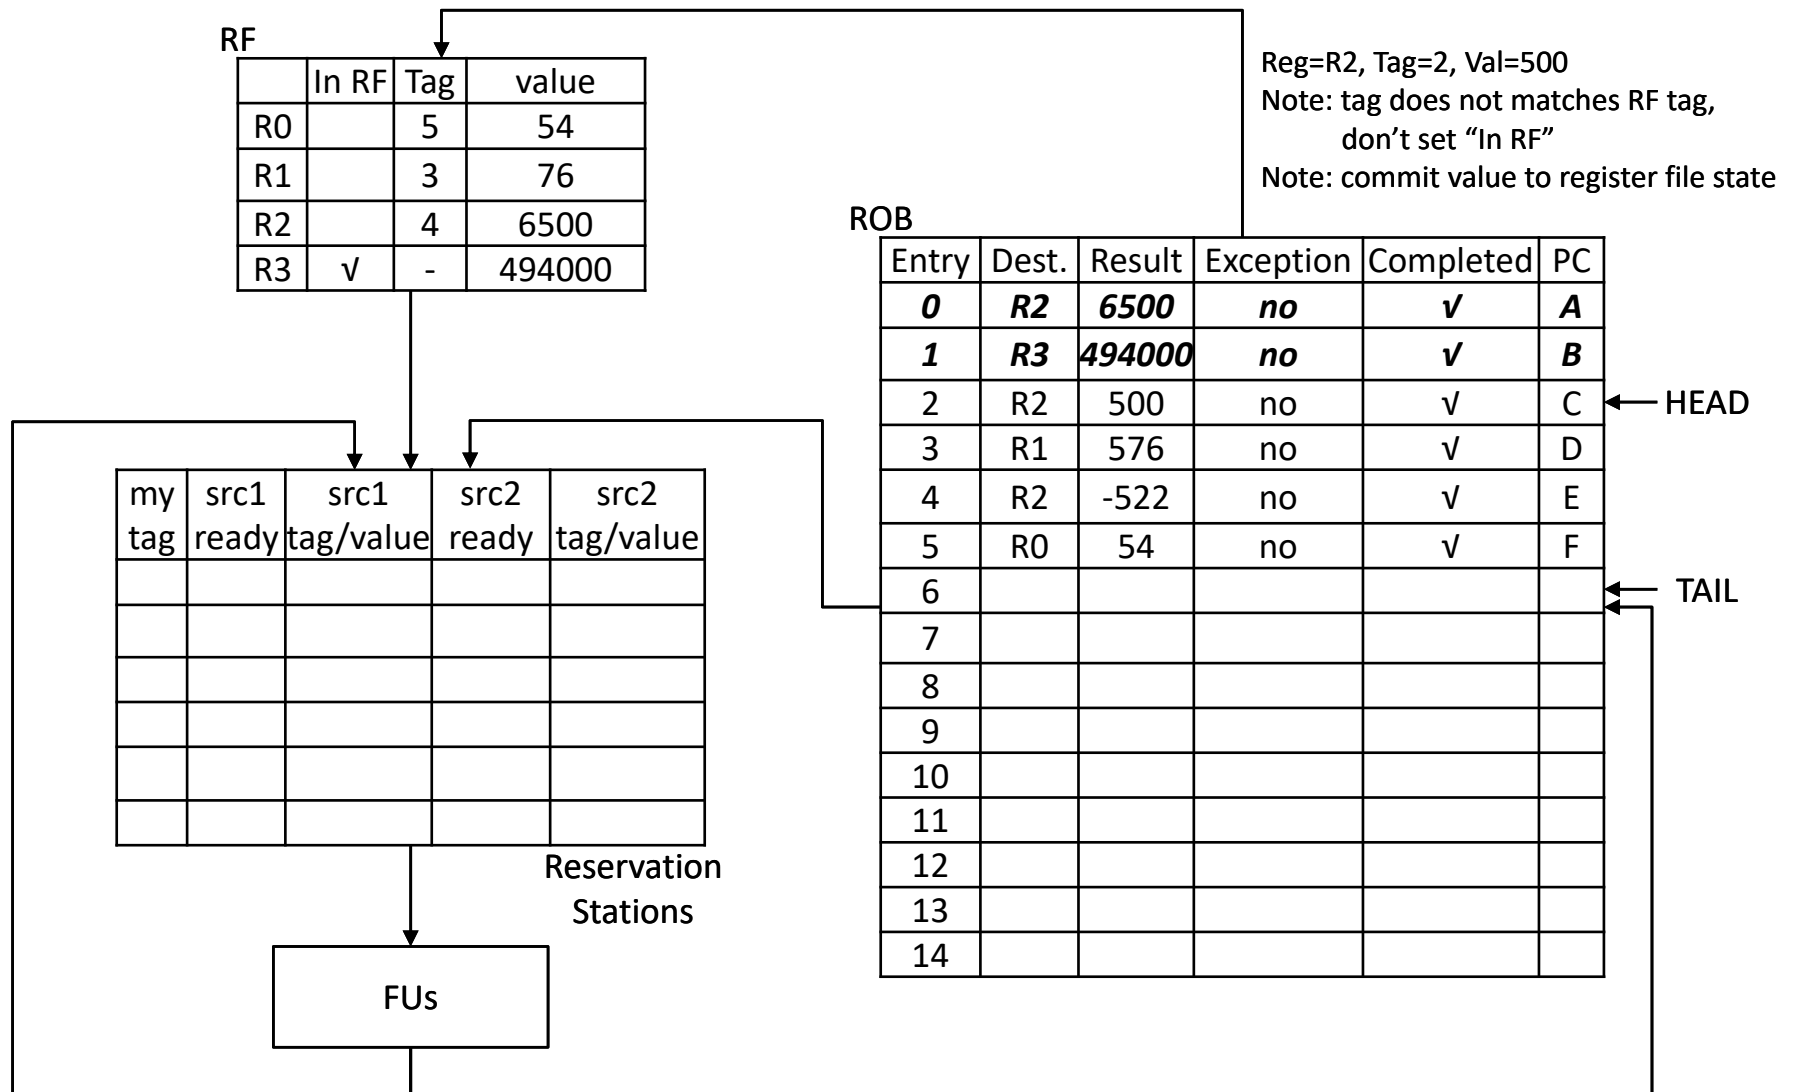 RF
In RF Tag value
R0 5 54
R1 3 76
R2 4 6500
R3 √ - 494000
Reg=R2, Tag=2, Val=500
Note: tag does not matches RF tag,
don't set “In RF”
Note: commit value to register file state
ROB
Entry Dest. Result Exception Completed PC
0 R2 6500 no √ A
1 R3 494000 no √ B
2 R2 500 no √ C
HEAD
3 R1 576 no √ D
4 R2 -522 no √ E
5 R0 54 no √ F
6
TAIL
7
8
9
10
11
12
13
14
my src1 src1 src2 src2
tag ready tag/value ready tag/value
Reservation
Stations
FUs